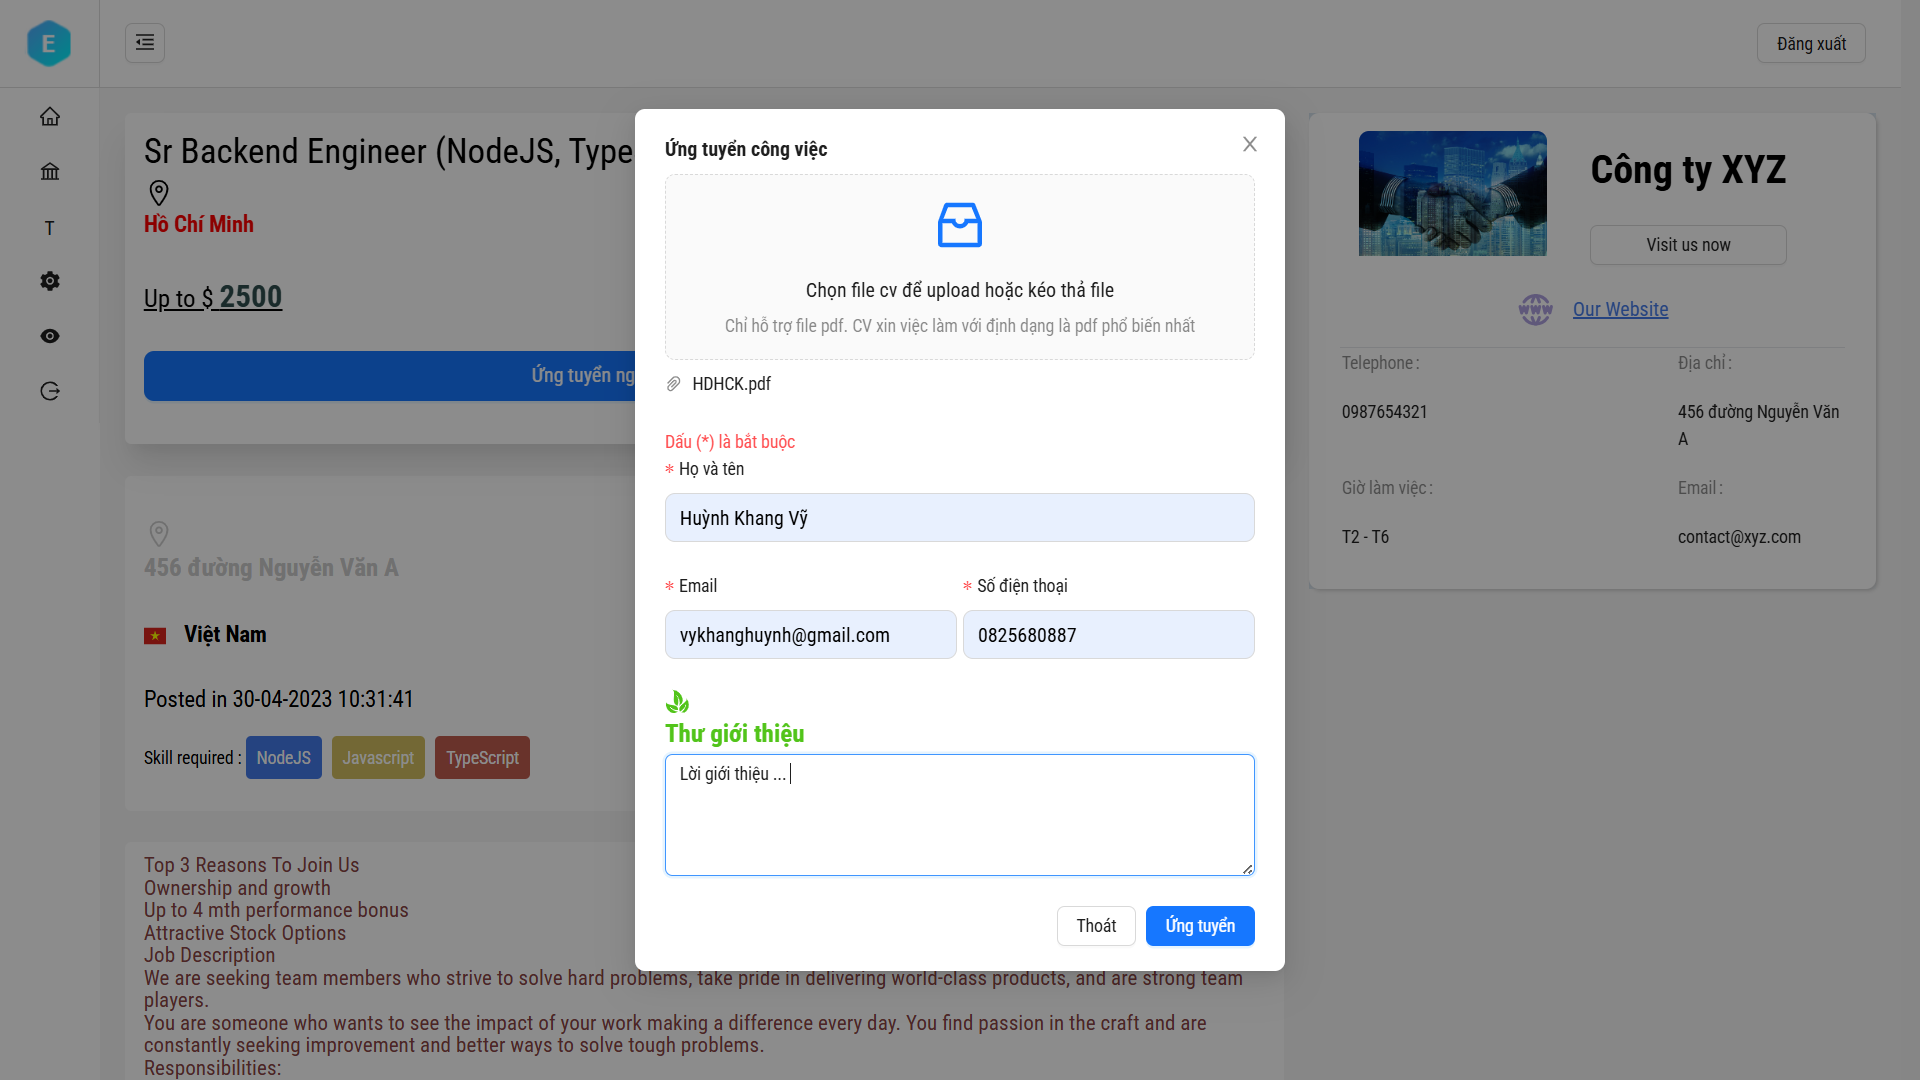 E
Đăng xuất
T
Sr Backend Engineer (NodeJS, Type
Hồ Chí Minh
Up to $ 2500
Ứng tuyển ng
456 đường Nguyễn Văn A
Việt Nam
Posted in 30-04-2023 10:31:41
Skill required : NodeJS Javascript TypeScript
Top 3 Reasons To Join Us
Ownership and growth
Up to 4 mth performance bonus
Attractive Stock Options
Job Description
We are seeking team members who strive to solve hard problems, take pride in delivering world-class products, and are strong team
players.
You are someone who wants to see the impact of your work making a difference every day. You find passion in the craft and are
constantly seeking improvement and better ways to solve tough problems.
Responsibilities:
Ứng tuyển công việc
Chọn file cv để upload hoặc kéo thả file
Chỉ hỗ trợ file pdf. CV xin việc làm với định dạng là pdf phổ biến nhất
HDHCK.pdf
Dấu (*) là bắt buộc
* Họ và tên
Huỳnh Khang Vỹ
* Email
vykhanghuynh@gmail.com
* Số điện thoại
0825680887
Thư giới thiệu
Lời giới thiệu ...
Thoát
Ứng tuyển
Công ty XYZ
Visit us now
Our Website
Telephone :
0987654321
Địa chỉ :
456 đường Nguyễn Văn
A
Giờ làm việc :
T2 - T6
Email :
contact@xyz.com